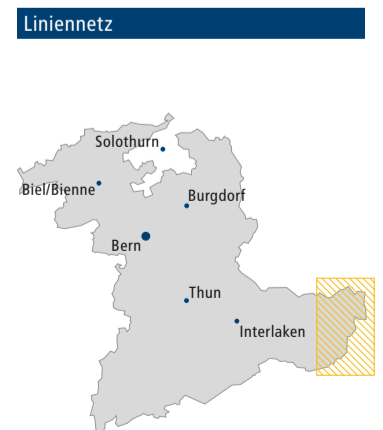 Liniennetz
Solothurn
Biel/Bienne
Burgdorf
Bern
Thun
Interlaken